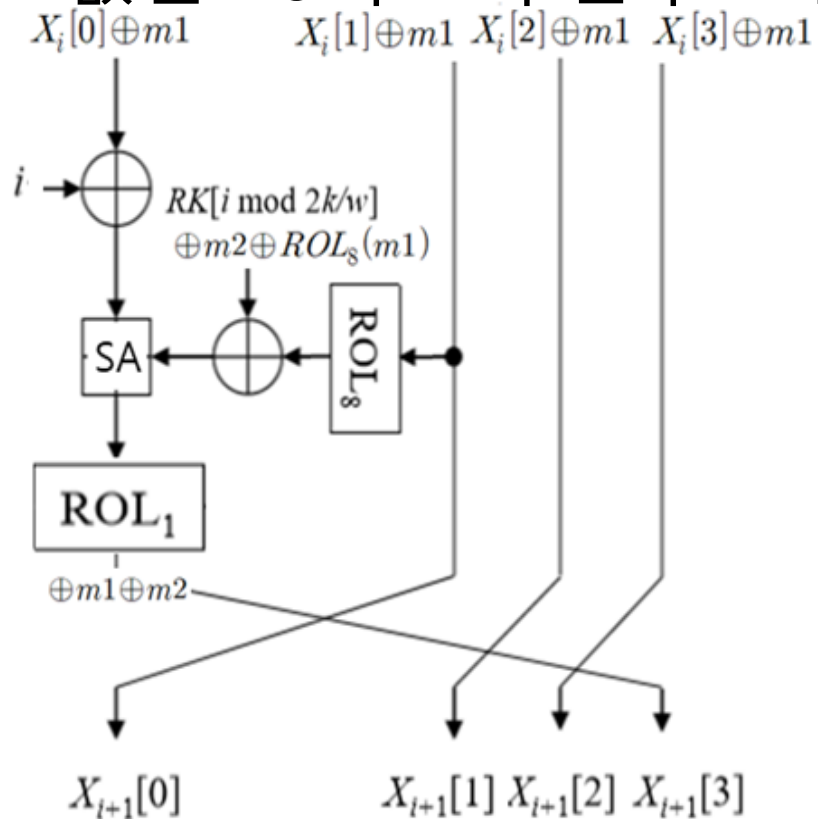 X_i[0]⊕m1 X_i[1]⊕m1 X_i[2]⊕m1 X_i[3]⊕m1
i
RK[i mod 2k/w]
⊕m2⊕ROL_8(m1)
SA
ROL_8
ROL_1
⊕m1⊕m2
X_{i+1}[0] X_{i+1}[1] X_{i+1}[2] X_{i+1}[3]